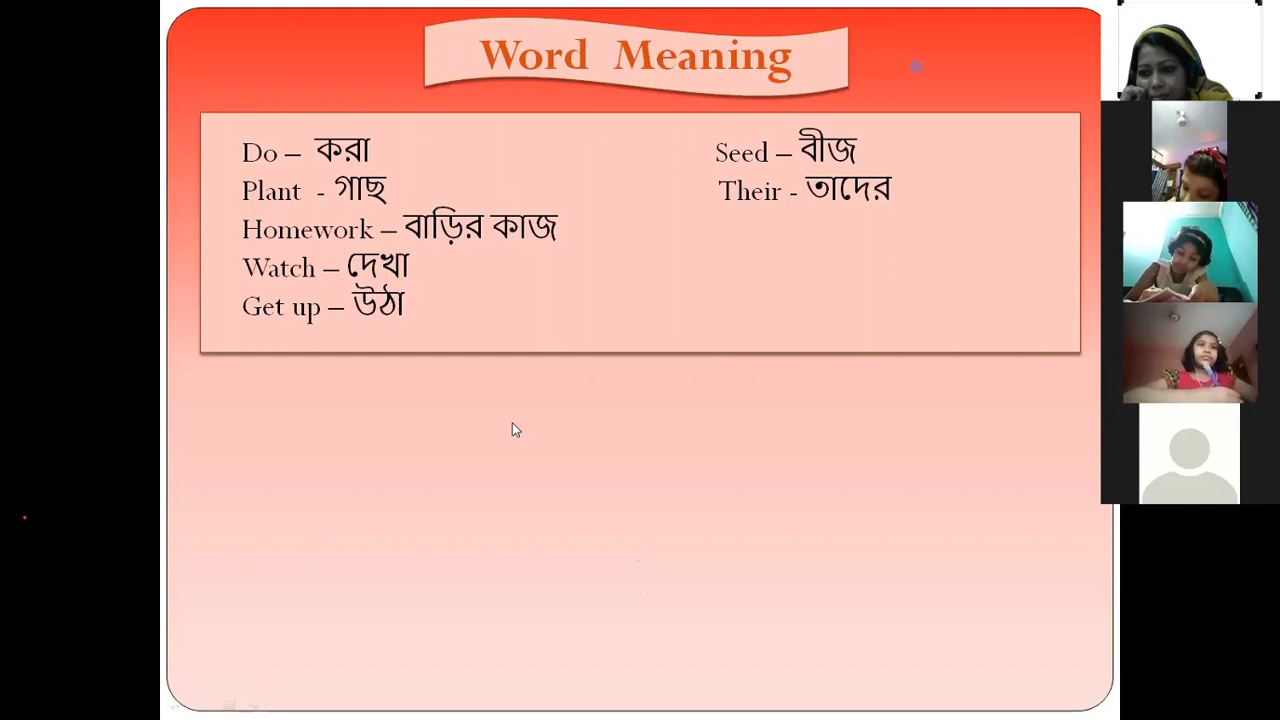 Word Meaning
Do – করা
Plant - গাছ
Homework – বাড়ির কাজ
Watch – দেখা
Get up – উঠা
Seed – বীজ
Their - তাদের